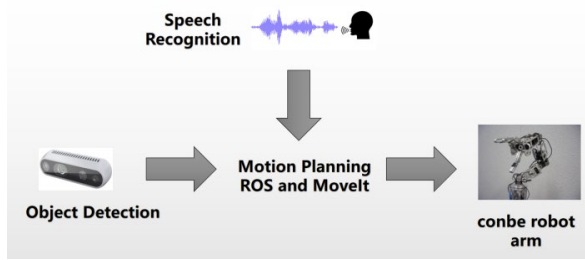 Speech
Recognition
Motion Planning
ROS and MoveIt
Object Detection
conbe robot
arm